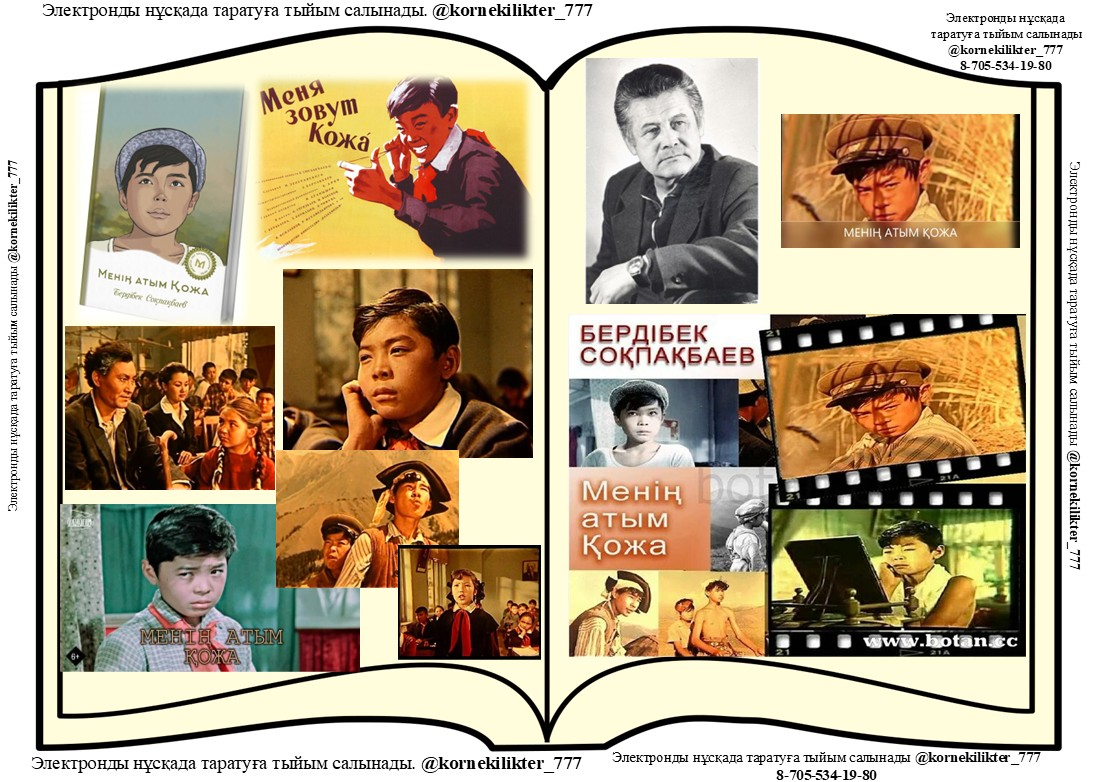 Электронды нұсқада таратуға тыйым салынады. @kornekilikter_777
Электронды нұсқада
таратуға тыйым салынады
@kornekilikter_777
8-705-534-19-80
Электронды нұсқада таратуға тыйым салынады @kornekilikter_777
Меня
зовут
Кожа
Менің атым Қожа
Бердібек Соқпақбаев
МЕНІҢ АТЫМ ҚОЖА
БЕРДІБЕК
СОҚПАҚБАЕВ
Менің
атым
Қожа
botan
МЕНІҢ АТЫМ
ҚОЖА
6+
www.botan.cc
21
21A
Электронды нұсқада таратуға тыйым салынады @kornekilikter_777
Электронды нұсқада таратуға тыйым салынады. @kornekilikter_777
Электронды нұсқада таратуға тыйым салынады @kornekilikter_777
8-705-534-19-80